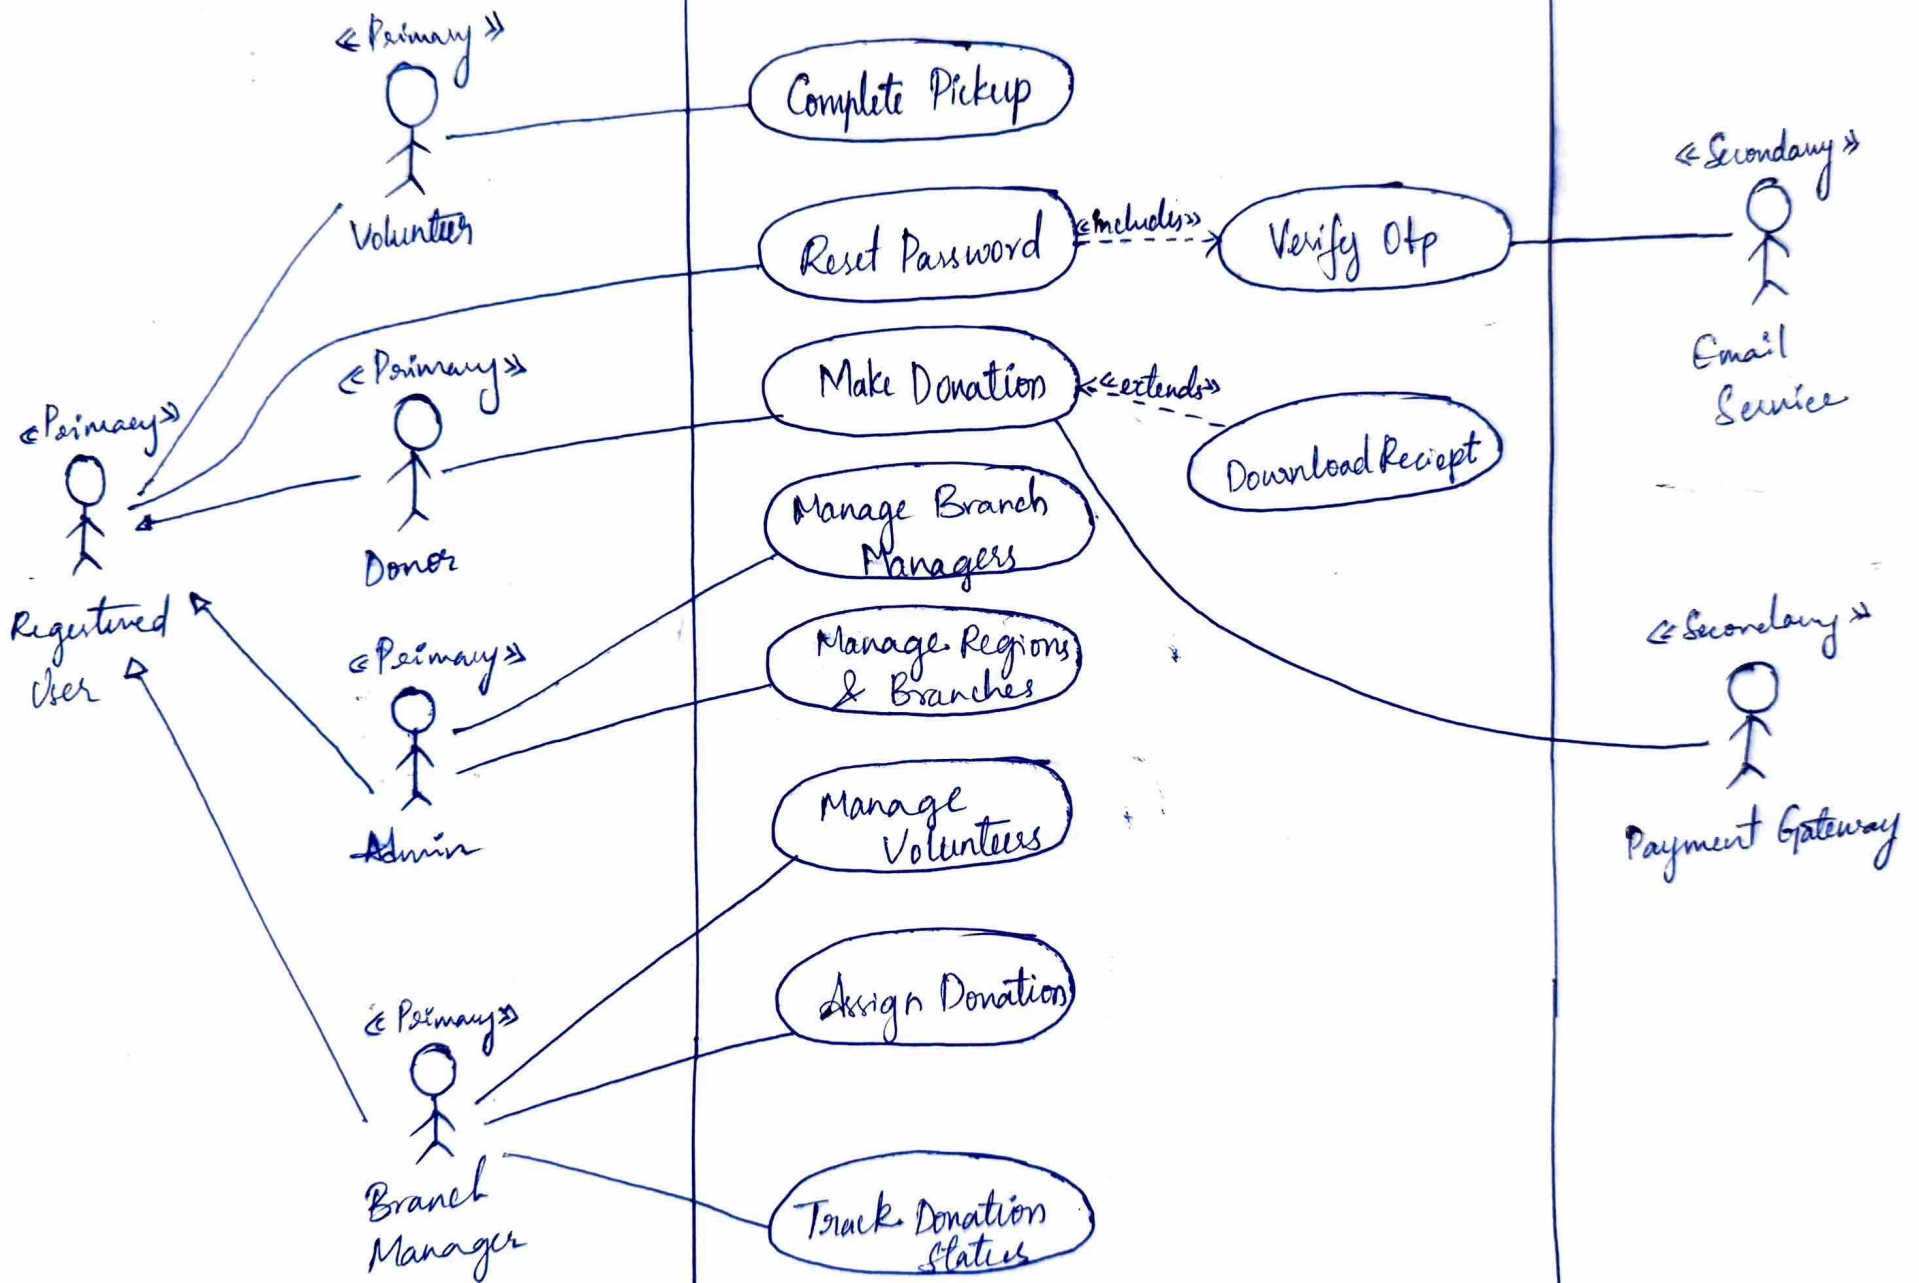 «Primary»
Volunteer
«Primary»
Registered
User
«Primary»
Donor
«Primary»
Admin
«Primary»
Branch
Manager
Complete Pickup
Reset Password
«includes»
Verify Otp
Make Donation
«extends»
Download Reciept
Manage Branch
Managers
Manage Regions
& Branches
Manage
Volunteers
Assign Donation
Track Donation
Status
«Secondary»
Email
Service
«Secondary»
Payment Gateway